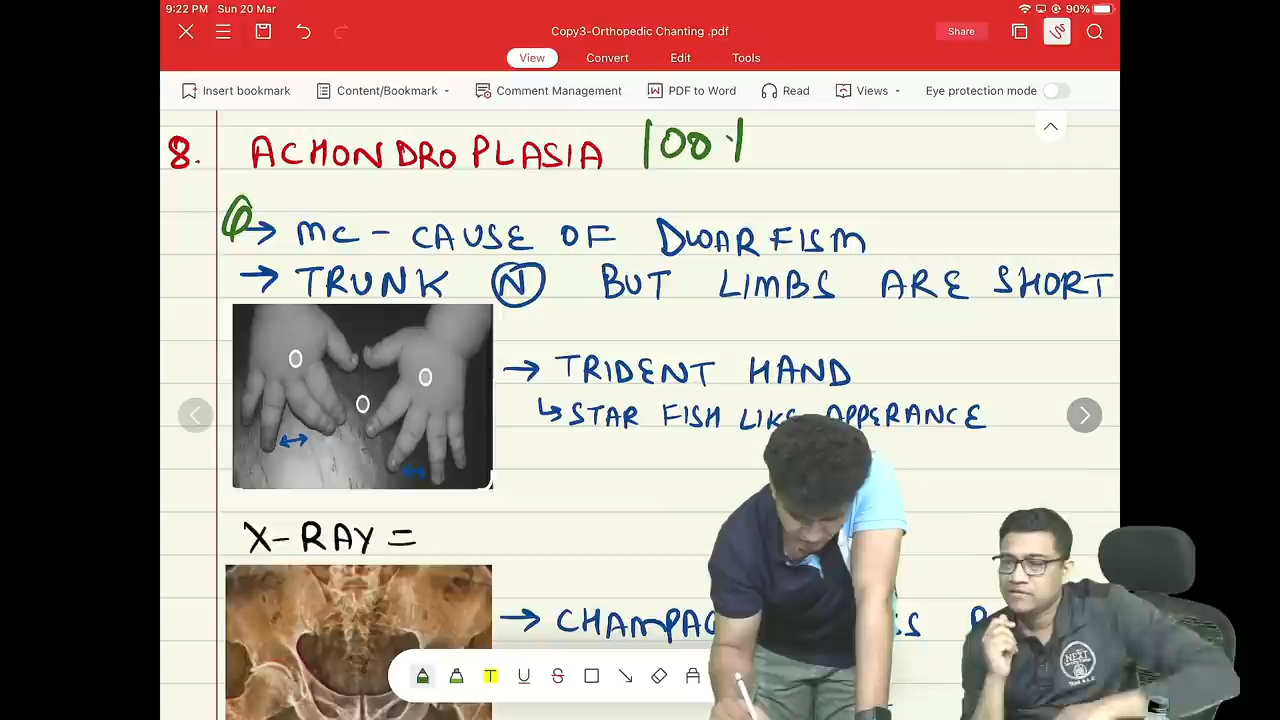 9:22 PM Sun 20 Mar
90%
Copy3-Orthopedic Chanting .pdf
Share
View Convert Edit Tools
Insert bookmark Content/Bookmark Comment Management PDF to Word Read Views Eye protection mode
8. ACHONDROPLASIA 100%
→ MC - CAUSE OF DWARFISM
→ TRUNK N BUT LIMBS ARE SHORT
→ TRIDENT HAND
↳ STAR FISH LIKE APPERANCE
X-RAY =
→
T U S A
NEXT